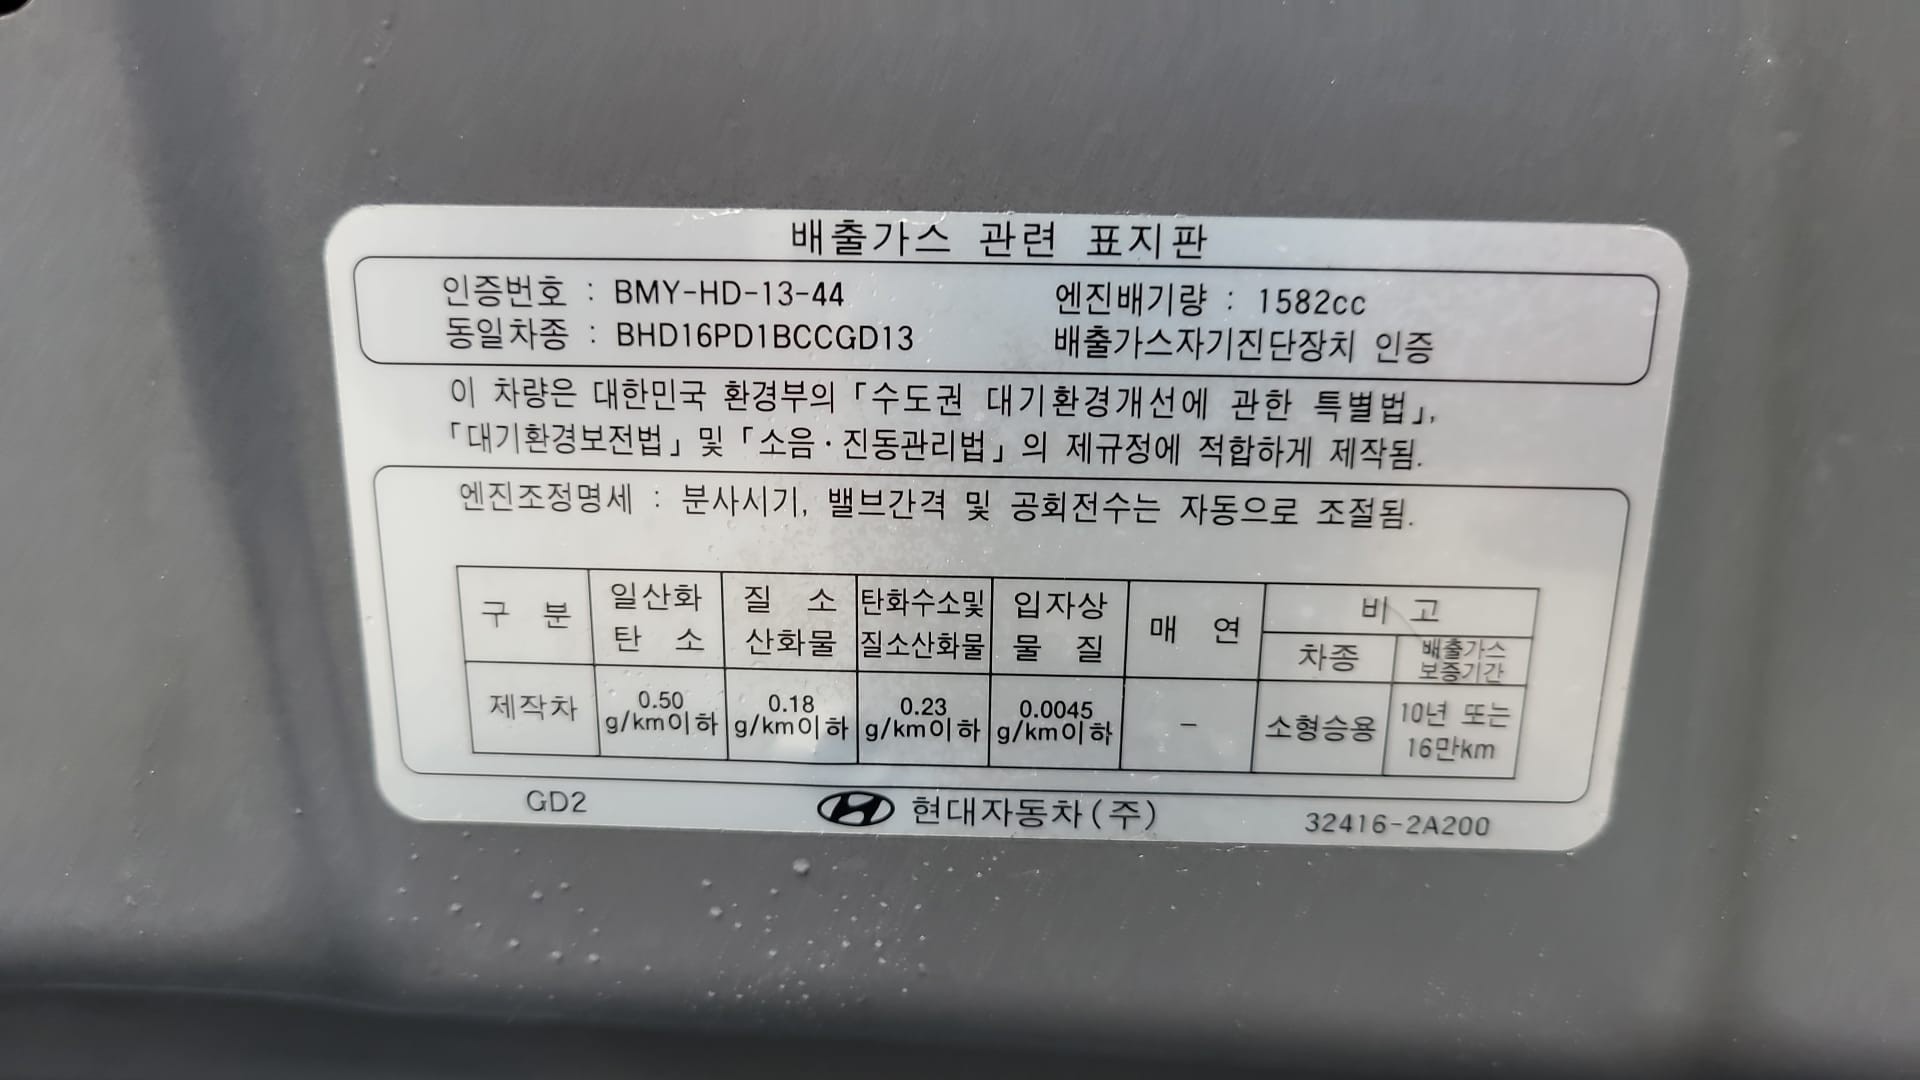 배출가스 관련 표지판
인증번호 : BMY-HD-13-44 엔진배기량 : 1582cc
동일차종 : BHD16PD1BCCGD13 배출가스자기진단장치 인증
이 차량은 대한민국 환경부의 「수도권 대기환경개선에 관한 특별법」,
「대기환경보전법」 및 「소음·진동관리법」의 제규정에 적합하게 제작됨.
엔진조정명세 : 분사시기, 밸브간격 및 공회전수는 자동으로 조절됨.
구 분 일산화 탄 소 질 소 산화물 탄화수소및 질소산화물 입자상 물 질 매 연 비 고
차종 배출가스 보증기간
제작차 0.50 g/km이하 0.18 g/km이하 0.23 g/km이하 0.0045 g/km이하 - 소형승용 10년 또는 16만km
GD2 현대자동차(주) 32416-2A200